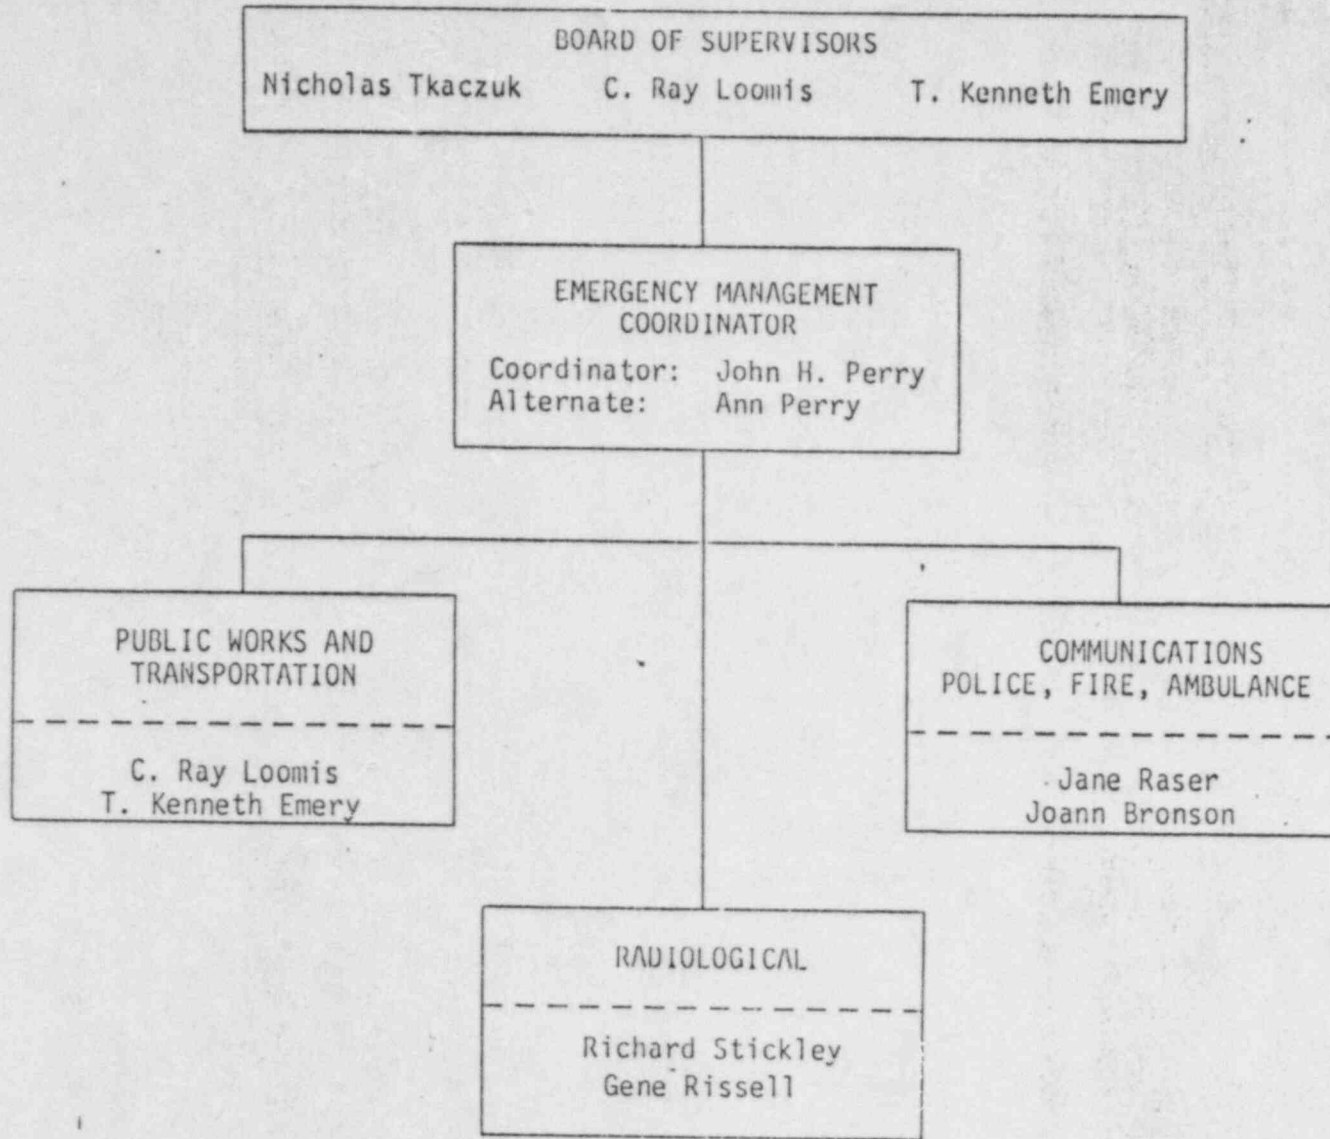 BOARD OF SUPERVISORS
Nicholas Tkaczuk C. Ray Loomis T. Kenneth Emery
EMERGENCY MANAGEMENT
COORDINATOR
Coordinator: John H. Perry
Alternate: Ann Perry
PUBLIC WORKS AND
TRANSPORTATION
C. Ray Loomis
T. Kenneth Emery
COMMUNICATIONS
POLICE, FIRE, AMBULANCE
Jane Raser
Joann Bronson
RADIOLOGICAL
Richard Stickley
Gene Rissell